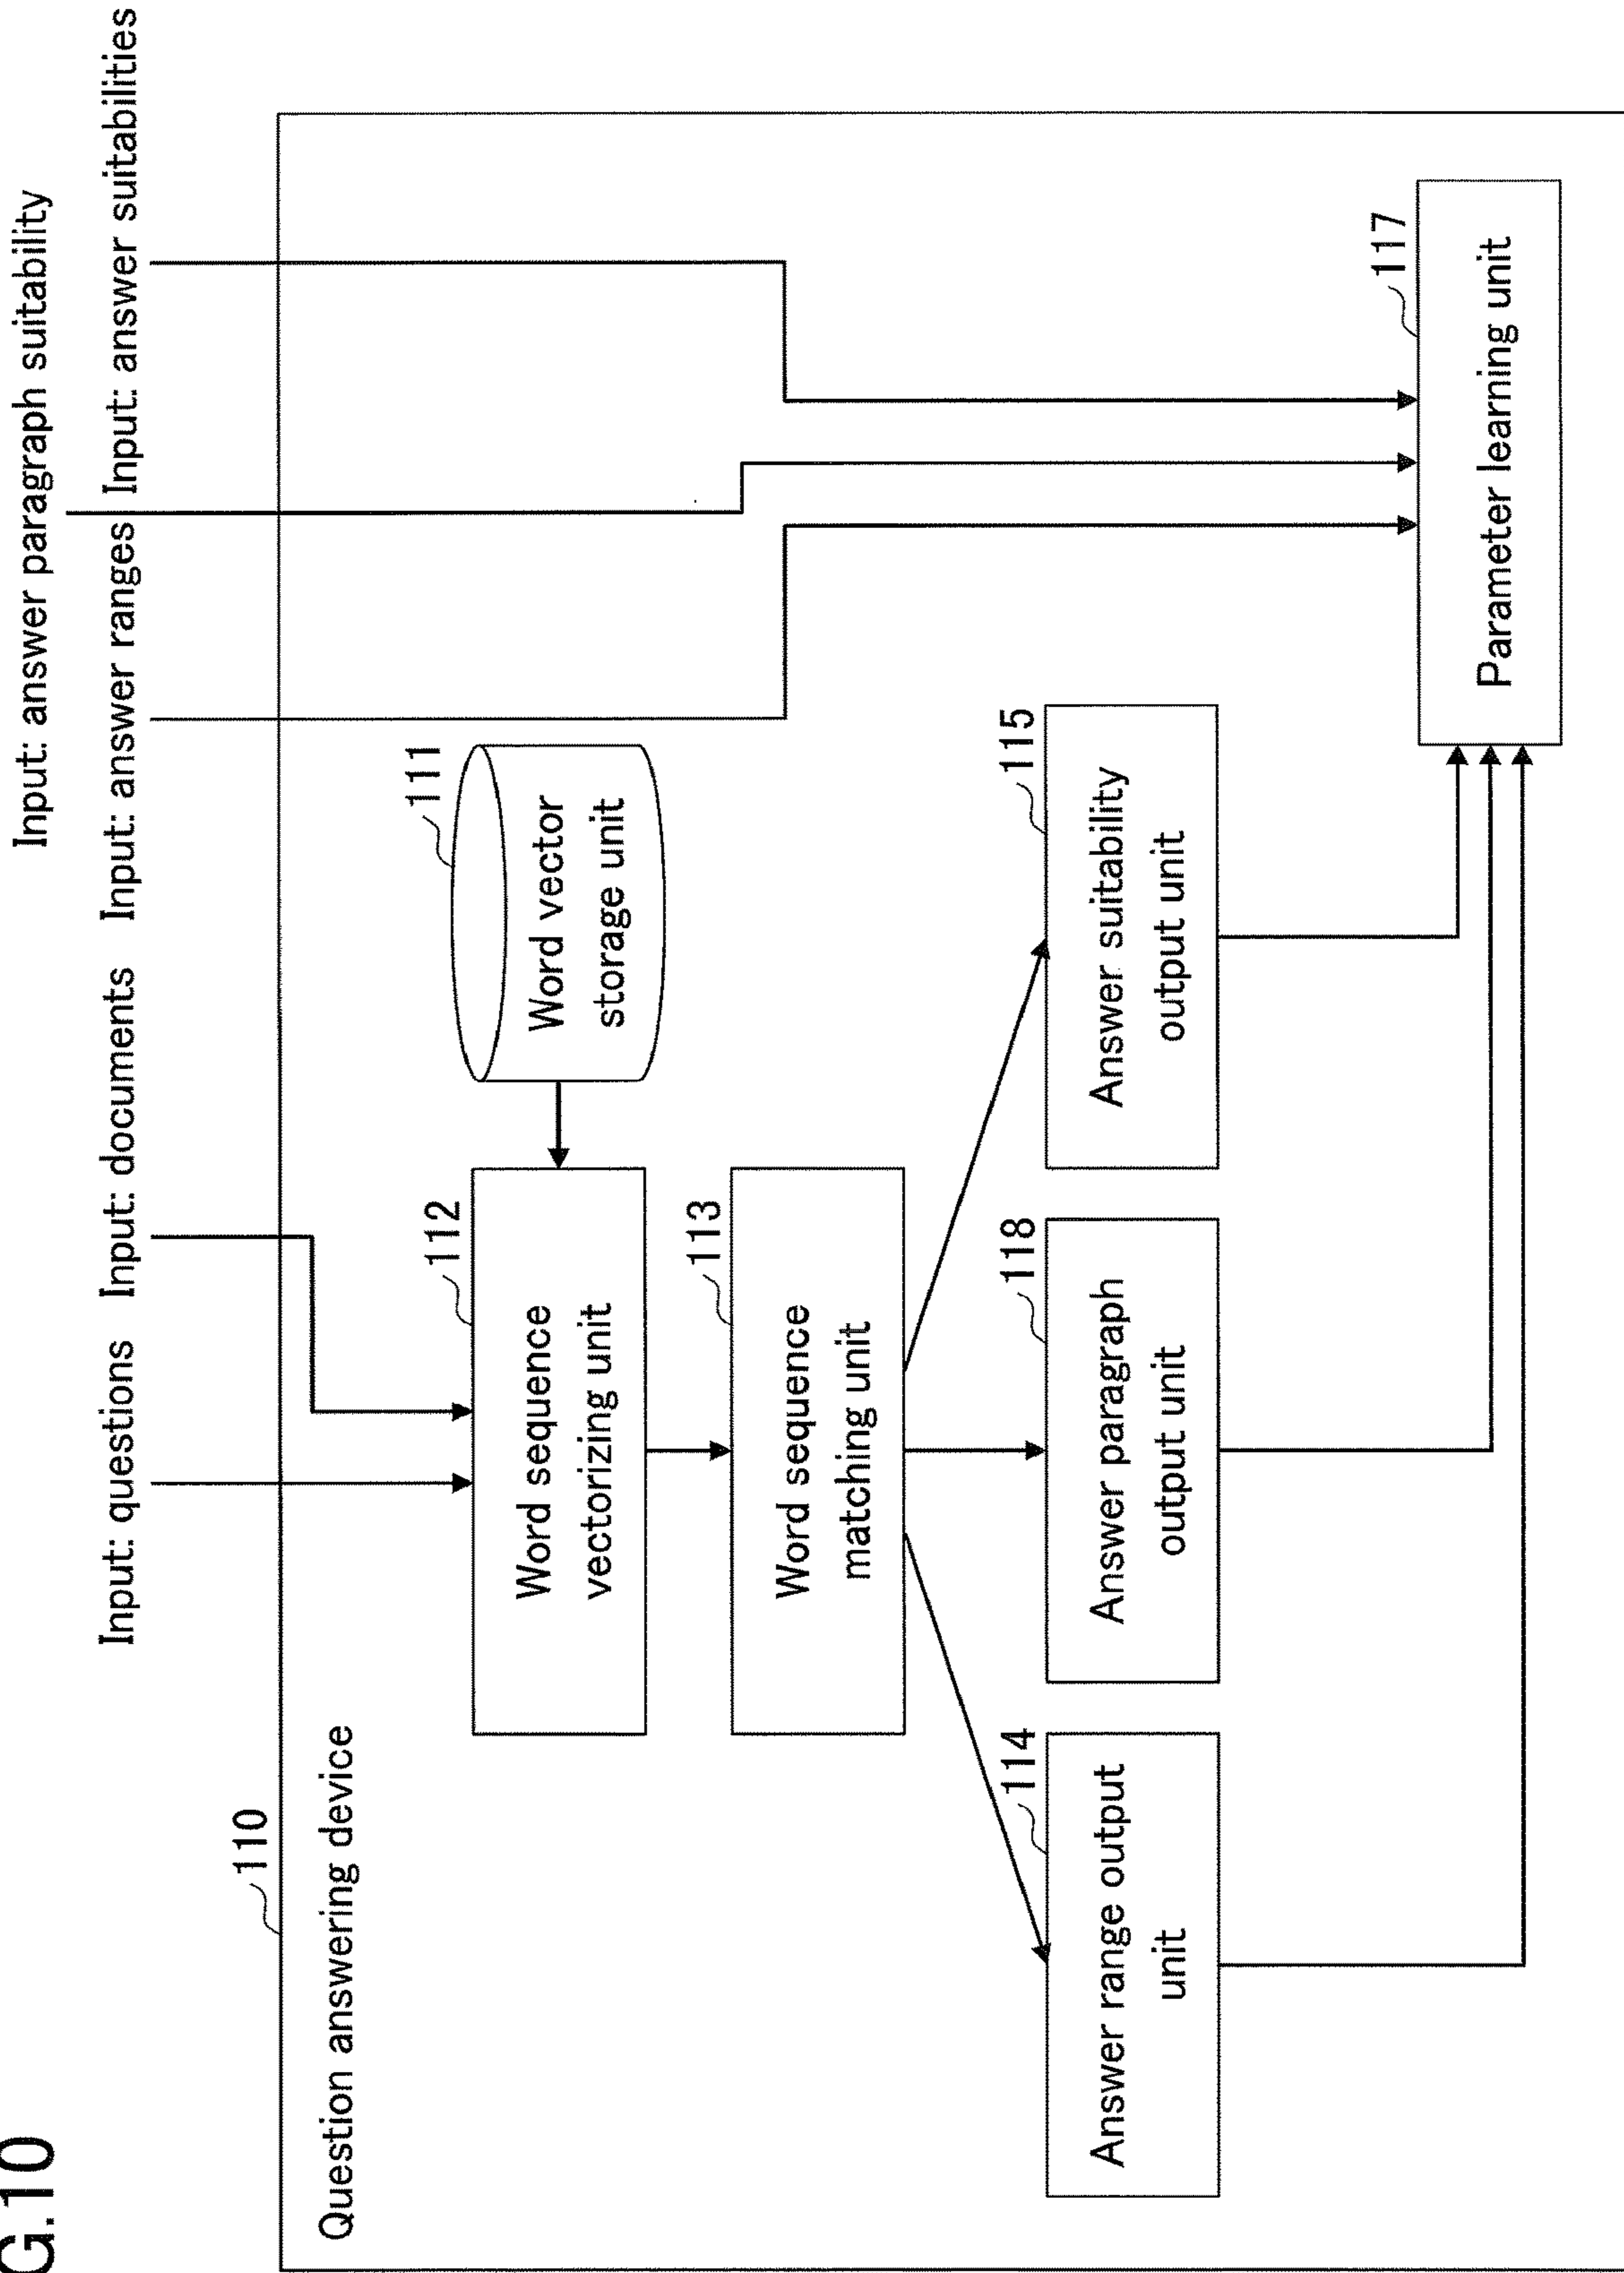 G.10
Input: answer paragraph suitability
Input: questions
Input: documents
Input: answer ranges
Input: answer suitabilities
110
Question answering device
111
Word vector
storage unit
112
Word sequence
vectorizing unit
113
Word sequence
matching unit
114
Answer range output
unit
118
Answer paragraph
output unit
115
Answer suitability
output unit
117
Parameter learning unit